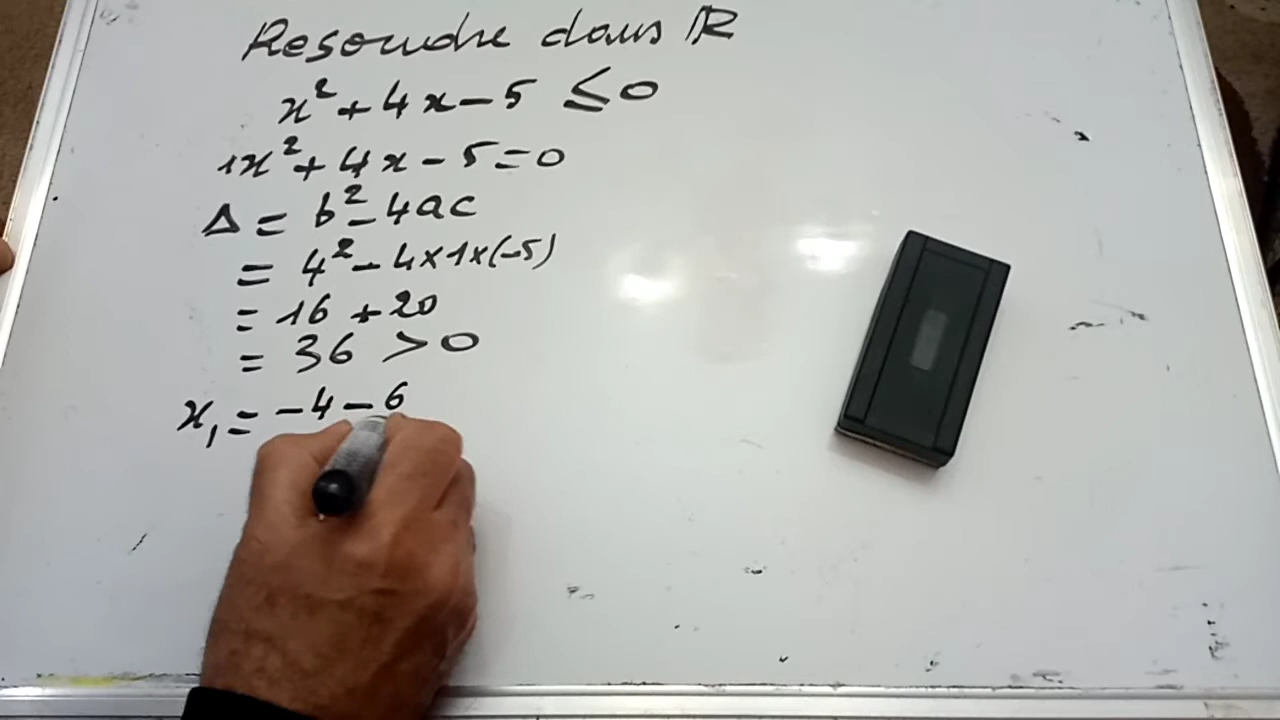 Resoudre dans ℝ
x² + 4x - 5 ≤ 0
1x² + 4x - 5 = 0
Δ = b² - 4ac
= 4² - 4×1×(-5)
= 16 + 20
= 36 > 0
x₁ = -4 - 6